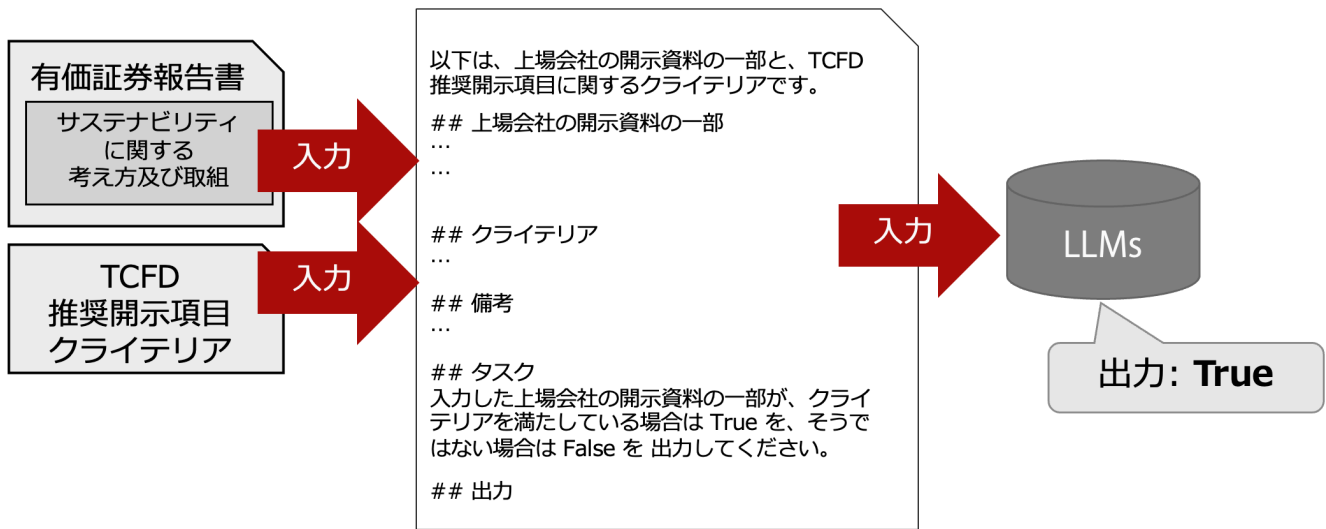 有価証券報告書
サステナビリティ
に関する
考え方及び取組
入力
TCFD
推奨開示項目
クライテリア
入力
以下は、上場会社の開示資料の一部と、TCFD
推奨開示項目に関するクライテリアです。
## 上場会社の開示資料の一部
…
…
## クライテリア
…
## 備考
…
## タスク
入力した上場会社の開示資料の一部が、クライ
テリアを満たしている場合は True を、そうで
はない場合は False を 出力してください。
## 出力
入力
LLMs
出力: True